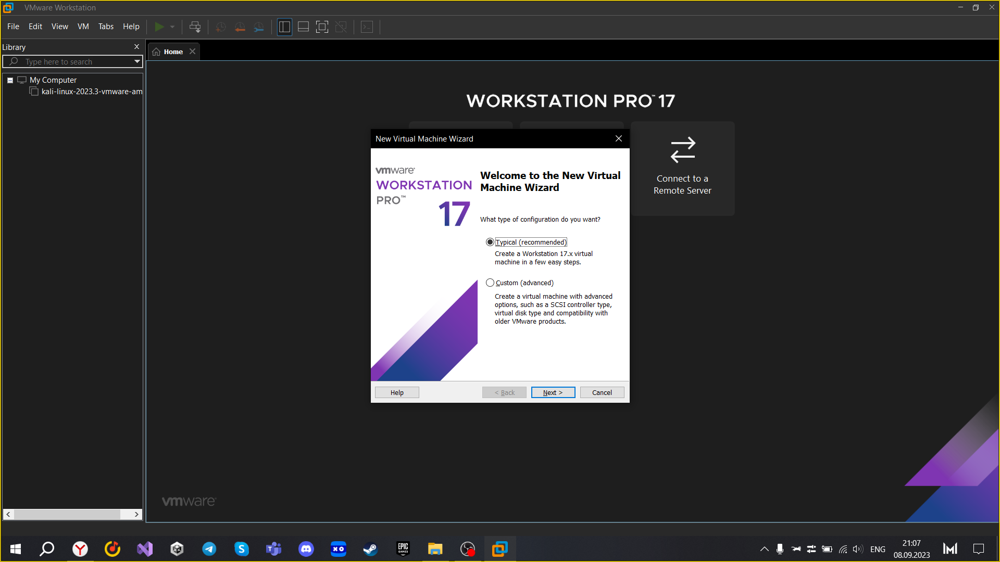 VMware Workstation
File Edit View VM Tabs Help
Library
Home
Type here to search
My Computer
kali-linux-2023.3-vmware-am
WORKSTATION PRO™ 17
New Virtual Machine Wizard
vmware®
WORKSTATION
PRO™
17
Welcome to the New Virtual
Machine Wizard
What type of configuration do you want?
Typical (recommended)
Create a Workstation 17.x virtual
machine in a few easy steps.
Custom (advanced)
Create a virtual machine with advanced
options, such as a SCSI controller type,
virtual disk type and compatibility with
older VMware products.
Help
< Back
Next >
Cancel
Connect to a
Remote Server
vmware®
EPIC
GAMES
ENG
21:07
08.09.2023